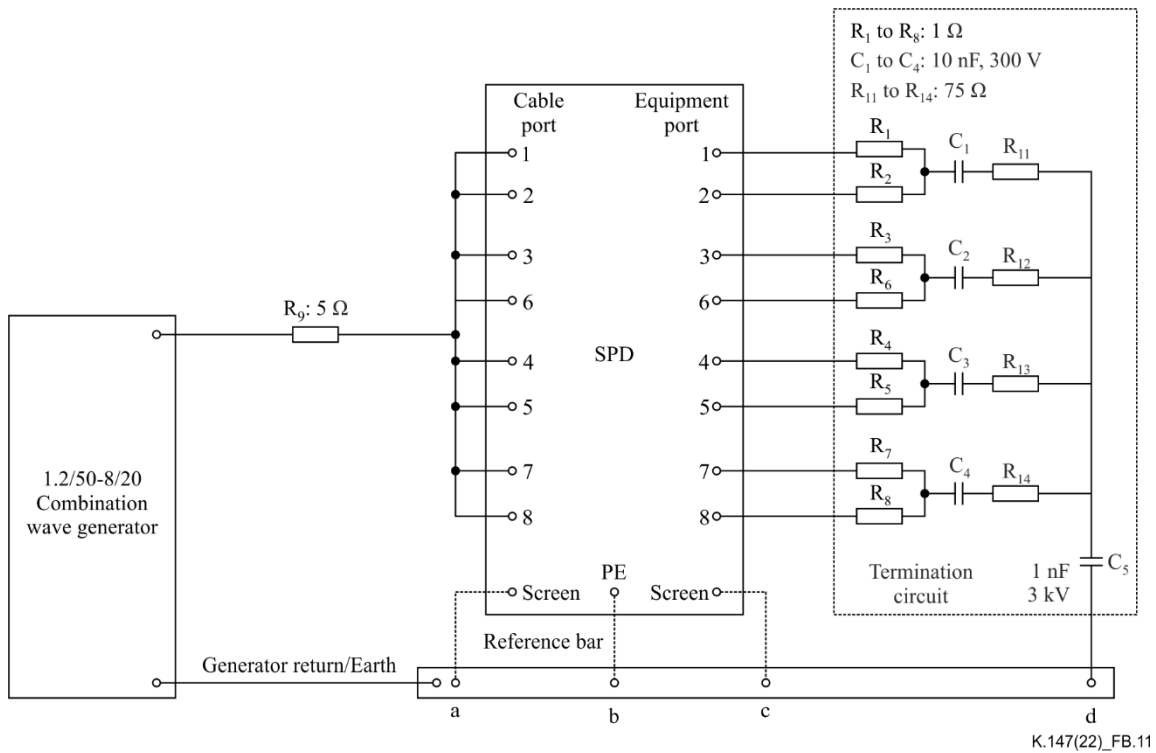 R₁ to R₈: 1 Ω
C₁ to C₄: 10 nF, 300 V
R₁₁ to R₁₄: 75 Ω
Cable port
Equipment port
1
1
R₁
C₁
R₁₁
2
2
R₂
3
3
R₃
C₂
R₁₂
6
6
R₆
R₉: 5 Ω
SPD
4
4
R₄
C₃
R₁₃
5
5
R₅
1.2/50-8/20
Combination
wave generator
7
7
R₇
C₄
R₁₄
8
8
R₈
Termination
circuit
1 nF
3 kV
C₅
Screen
PE
Screen
Reference bar
Generator return/Earth
a
b
c
d
K.147(22)_FB.11